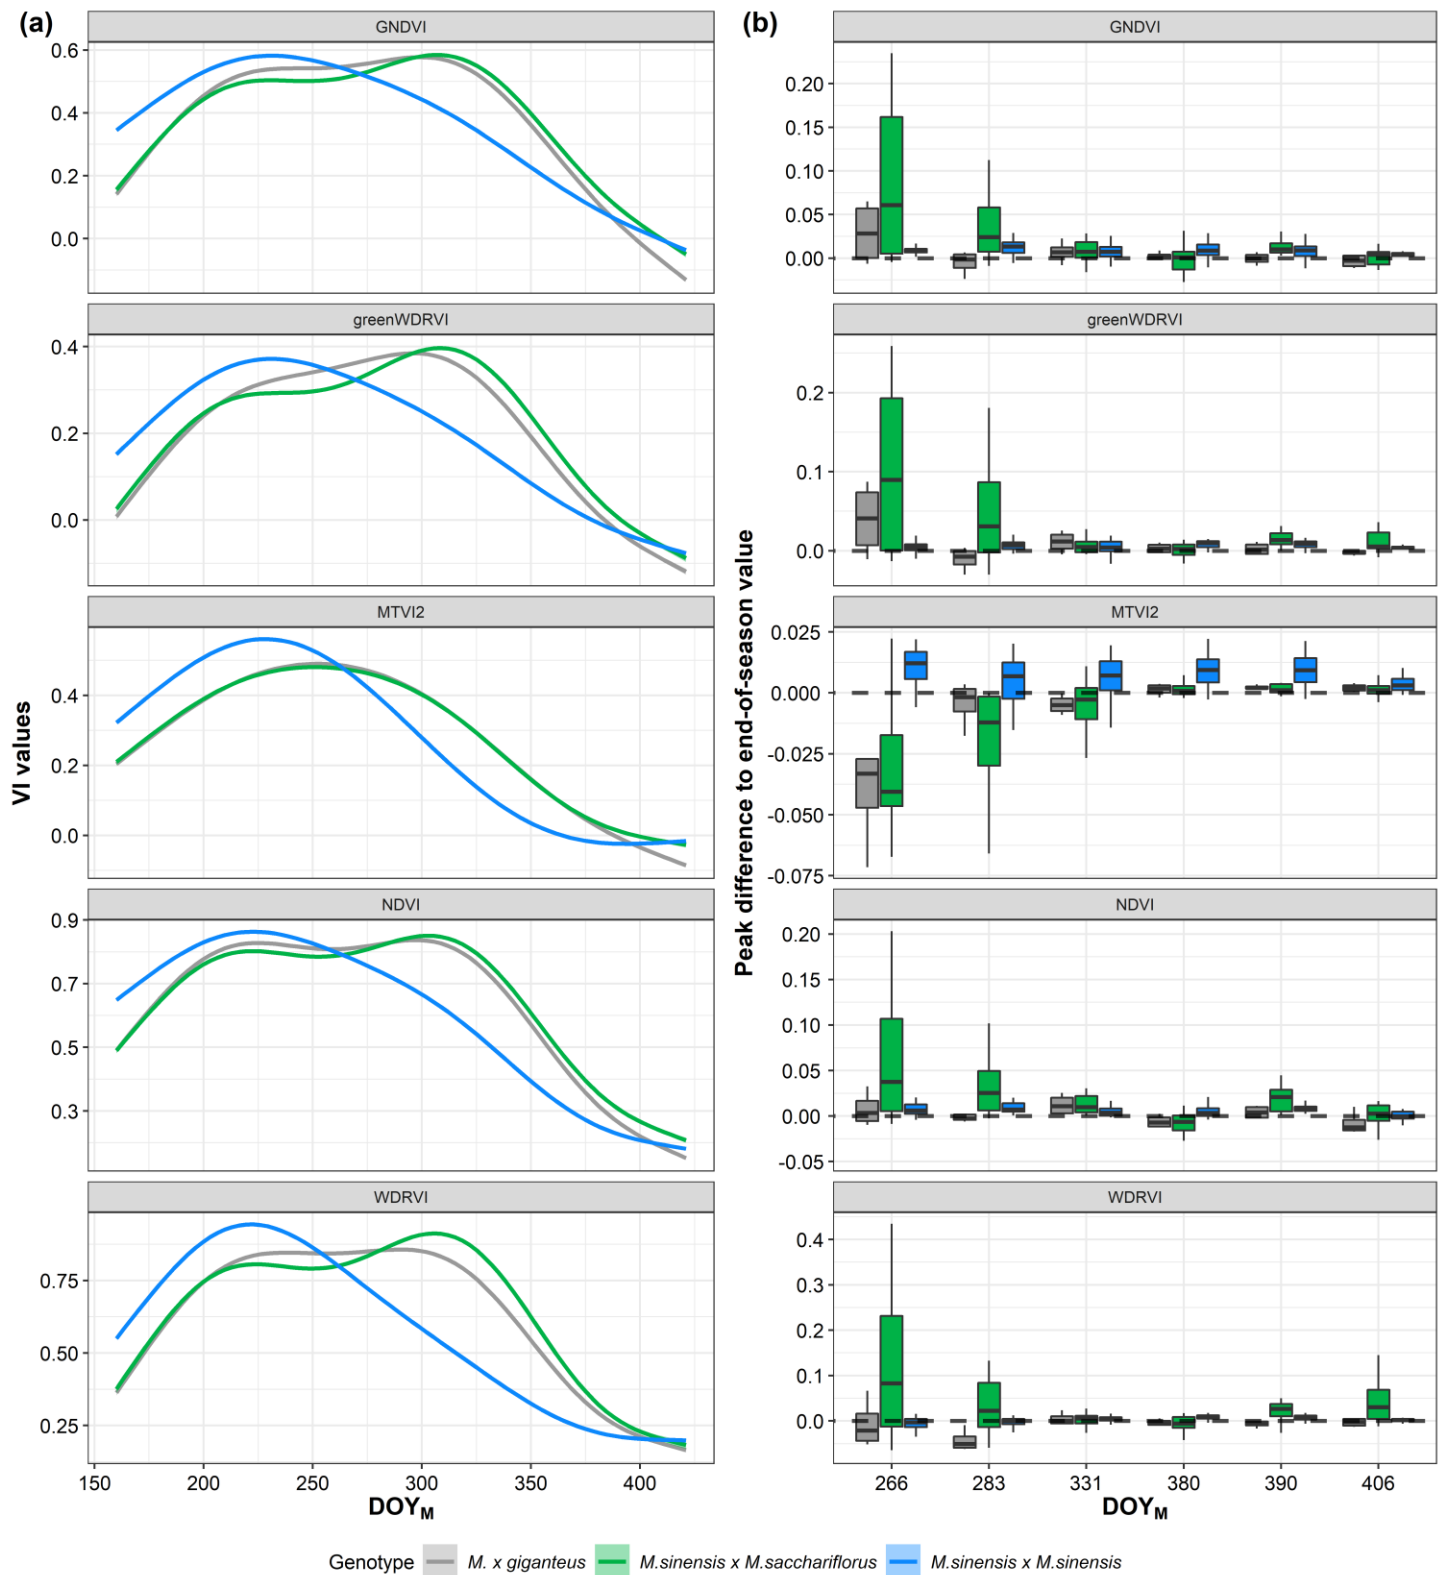 (a)
GNDVI
0.6
0.4
0.2
0.0
greenWDRVI
0.4
0.2
0.0
MTVI2
0.4
0.2
0.0
NDVI
0.9
0.7
0.5
0.3
WDRVI
0.75
0.50
0.25
150 200 250 300 350 400
DOYM
VI values
(b)
GNDVI
0.20
0.15
0.10
0.05
0.00
greenWDRVI
0.2
0.1
0.0
MTVI2
0.025
0.000
-0.025
-0.050
-0.075
NDVI
0.20
0.15
0.10
0.05
0.00
-0.05
WDRVI
0.4
0.3
0.2
0.1
0.0
266 283 331 380 390 406
DOYM
Peak difference to end-of-season value
Genotype M. x giganteus M.sinensis x M.sacchariflorus M.sinensis x M.sinensis